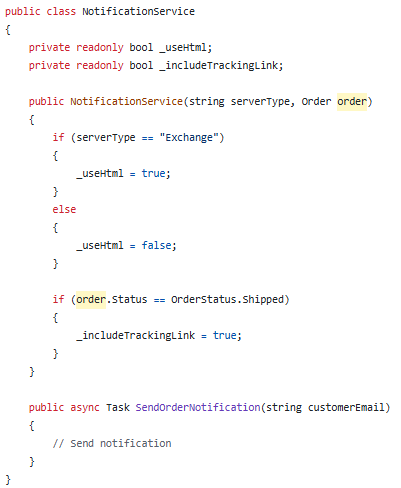 public class NotificationService
{
    private readonly bool _useHtml;
    private readonly bool _includeTrackingLink;

    public NotificationService(string serverType, Order order)
    {
        if (serverType == "Exchange")
        {
            _useHtml = true;
        }
        else
        {
            _useHtml = false;
        }

        if (order.Status == OrderStatus.Shipped)
        {
            _includeTrackingLink = true;
        }
    }

    public async Task SendOrderNotification(string customerEmail)
    {
        // Send notification
    }
}